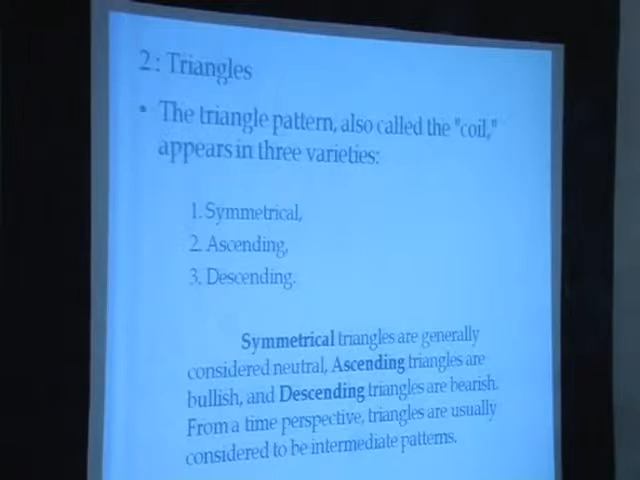 2 : Triangles
• The triangle pattern, also called the "coil,"
appears in three varieties:
1. Symmetrical,
2. Ascending,
3. Descending.
Symmetrical triangles are generally
considered neutral, Ascending triangles are
bullish, and Descending triangles are bearish.
From a time perspective, triangles are usually
considered to be intermediate patterns.